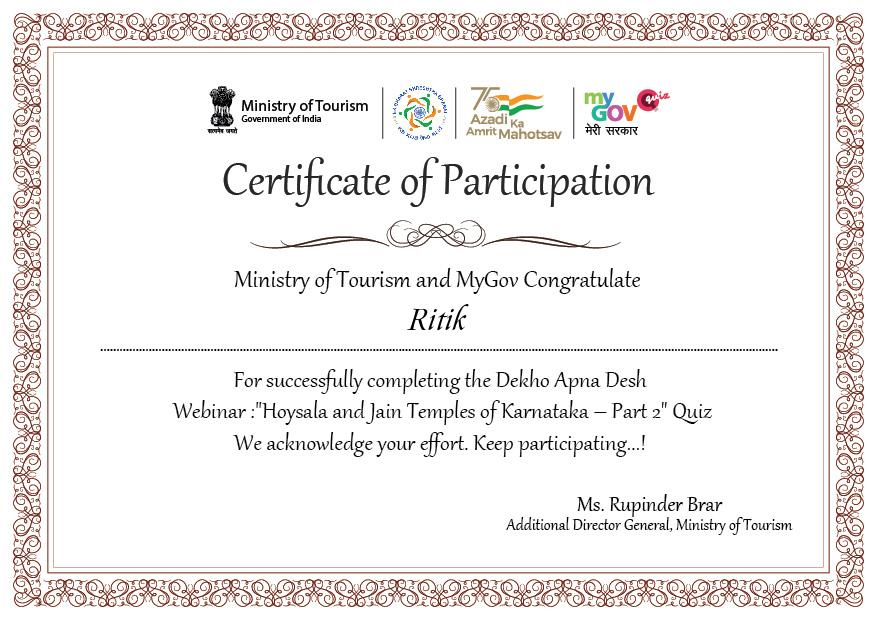 Ministry of Tourism
Government of India
सत्यमेव जयते
75
Azadi Ka
Amrit Mahotsav
my
GOV
quiz
मेरी सरकार
Certificate of Participation
Ministry of Tourism and MyGov Congratulate
Ritik
For successfully completing the Dekho Apna Desh
Webinar :"Hoysala and Jain Temples of Karnataka – Part 2" Quiz
We acknowledge your effort. Keep participating...!
Ms. Rupinder Brar
Additional Director General, Ministry of Tourism